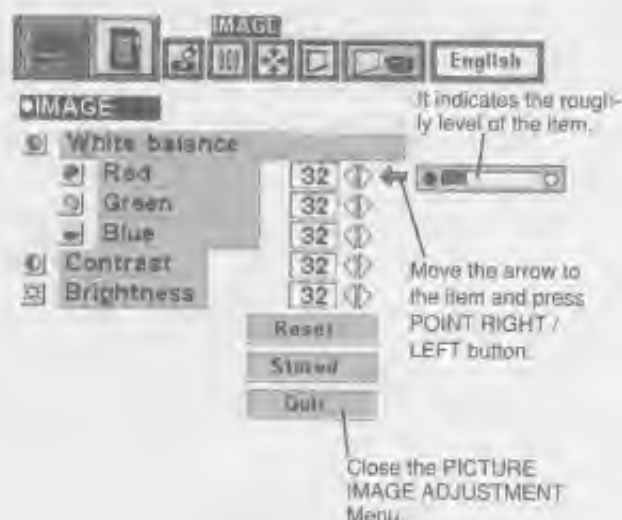 IMAGE
English
IMAGE
It indicates the rough-
ly level of the item.
White balance
Red 32
Green 32
Blue 32
Contrast 32
Brightness 32
Move the arrow to
the item and press
POINT RIGHT /
LEFT button.
Reset
Stored
Quit
Close the PICTURE
IMAGE ADJUSTMENT
Menu.